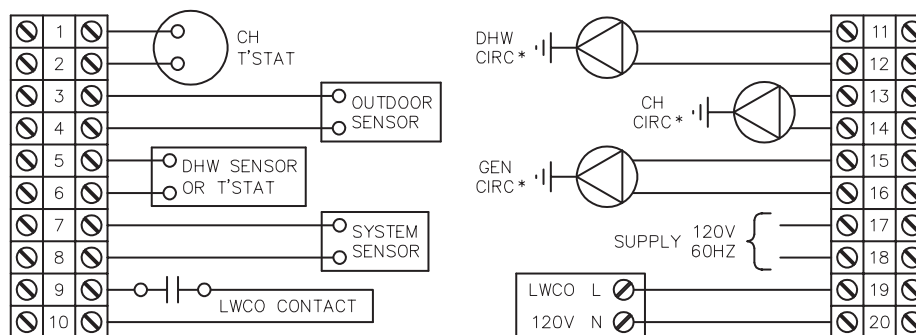 1
CH
T'STAT
2
3
OUTDOOR
SENSOR
4
5
DHW SENSOR
OR T'STAT
6
7
SYSTEM
SENSOR
8
9
LWCO CONTACT
10
DHW
CIRC*
11
12
CH
CIRC*
13
14
GEN
CIRC*
15
16
SUPPLY 120V
60HZ
17
18
LWCO L
19
120V N
20